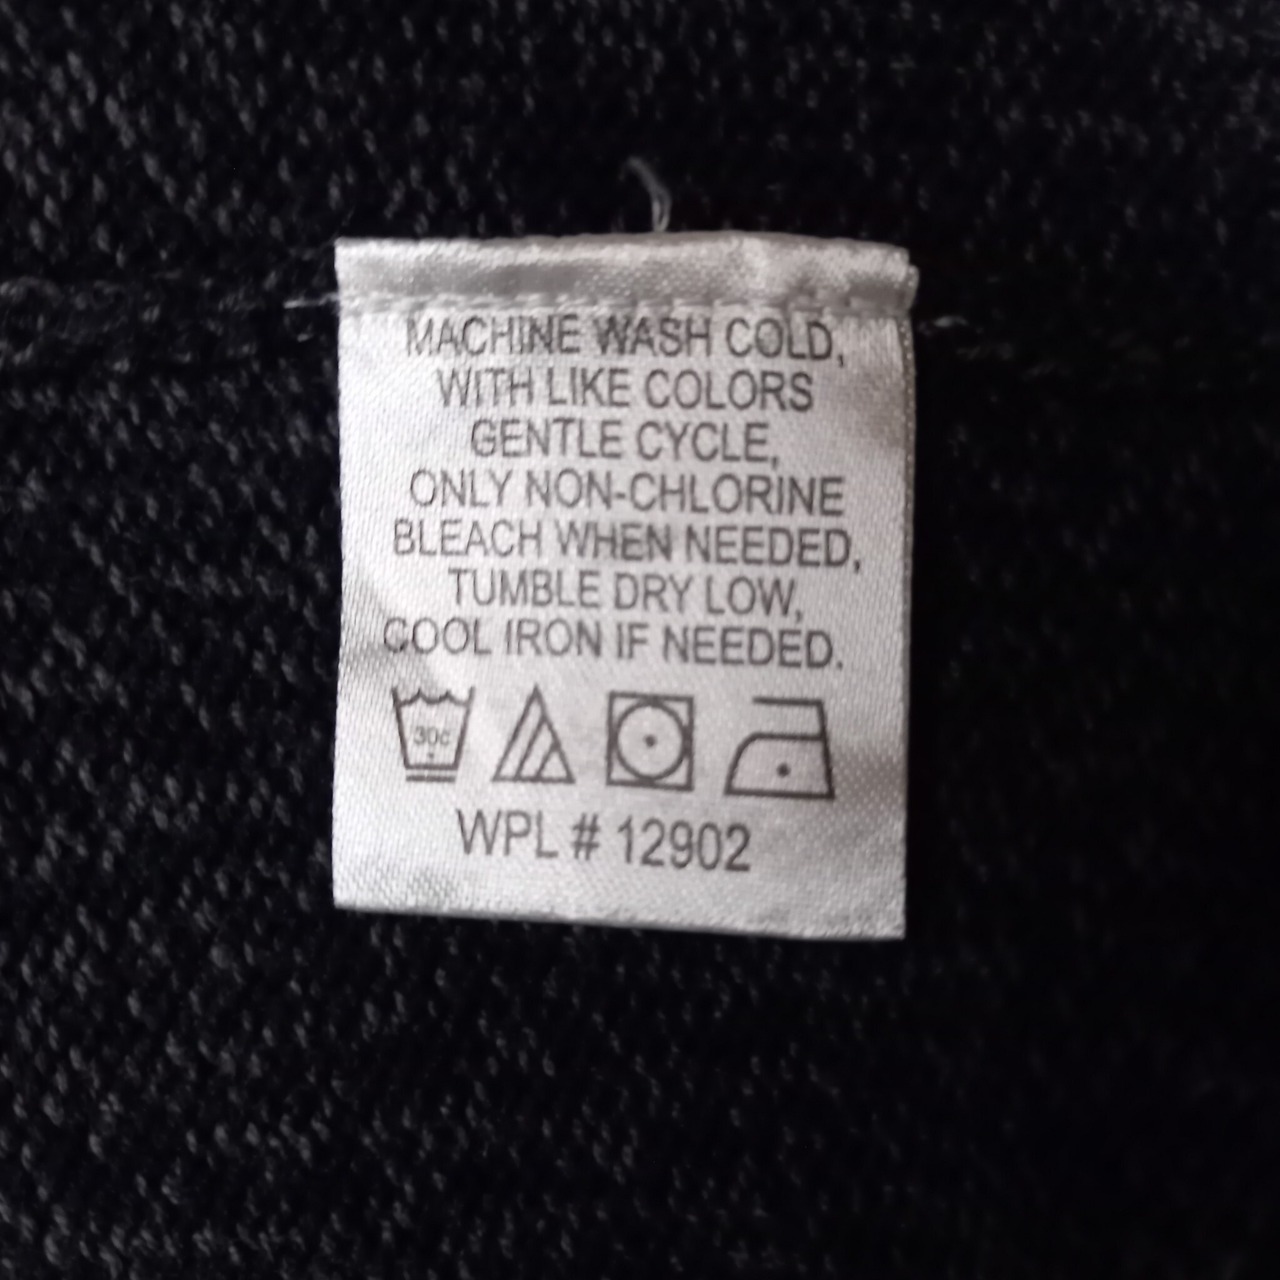 MACHINE WASH COLD,
WITH LIKE COLORS
GENTLE CYCLE,
ONLY NON-CHLORINE
BLEACH WHEN NEEDED,
TUMBLE DRY LOW,
COOL IRON IF NEEDED.
30c
WPL # 12902